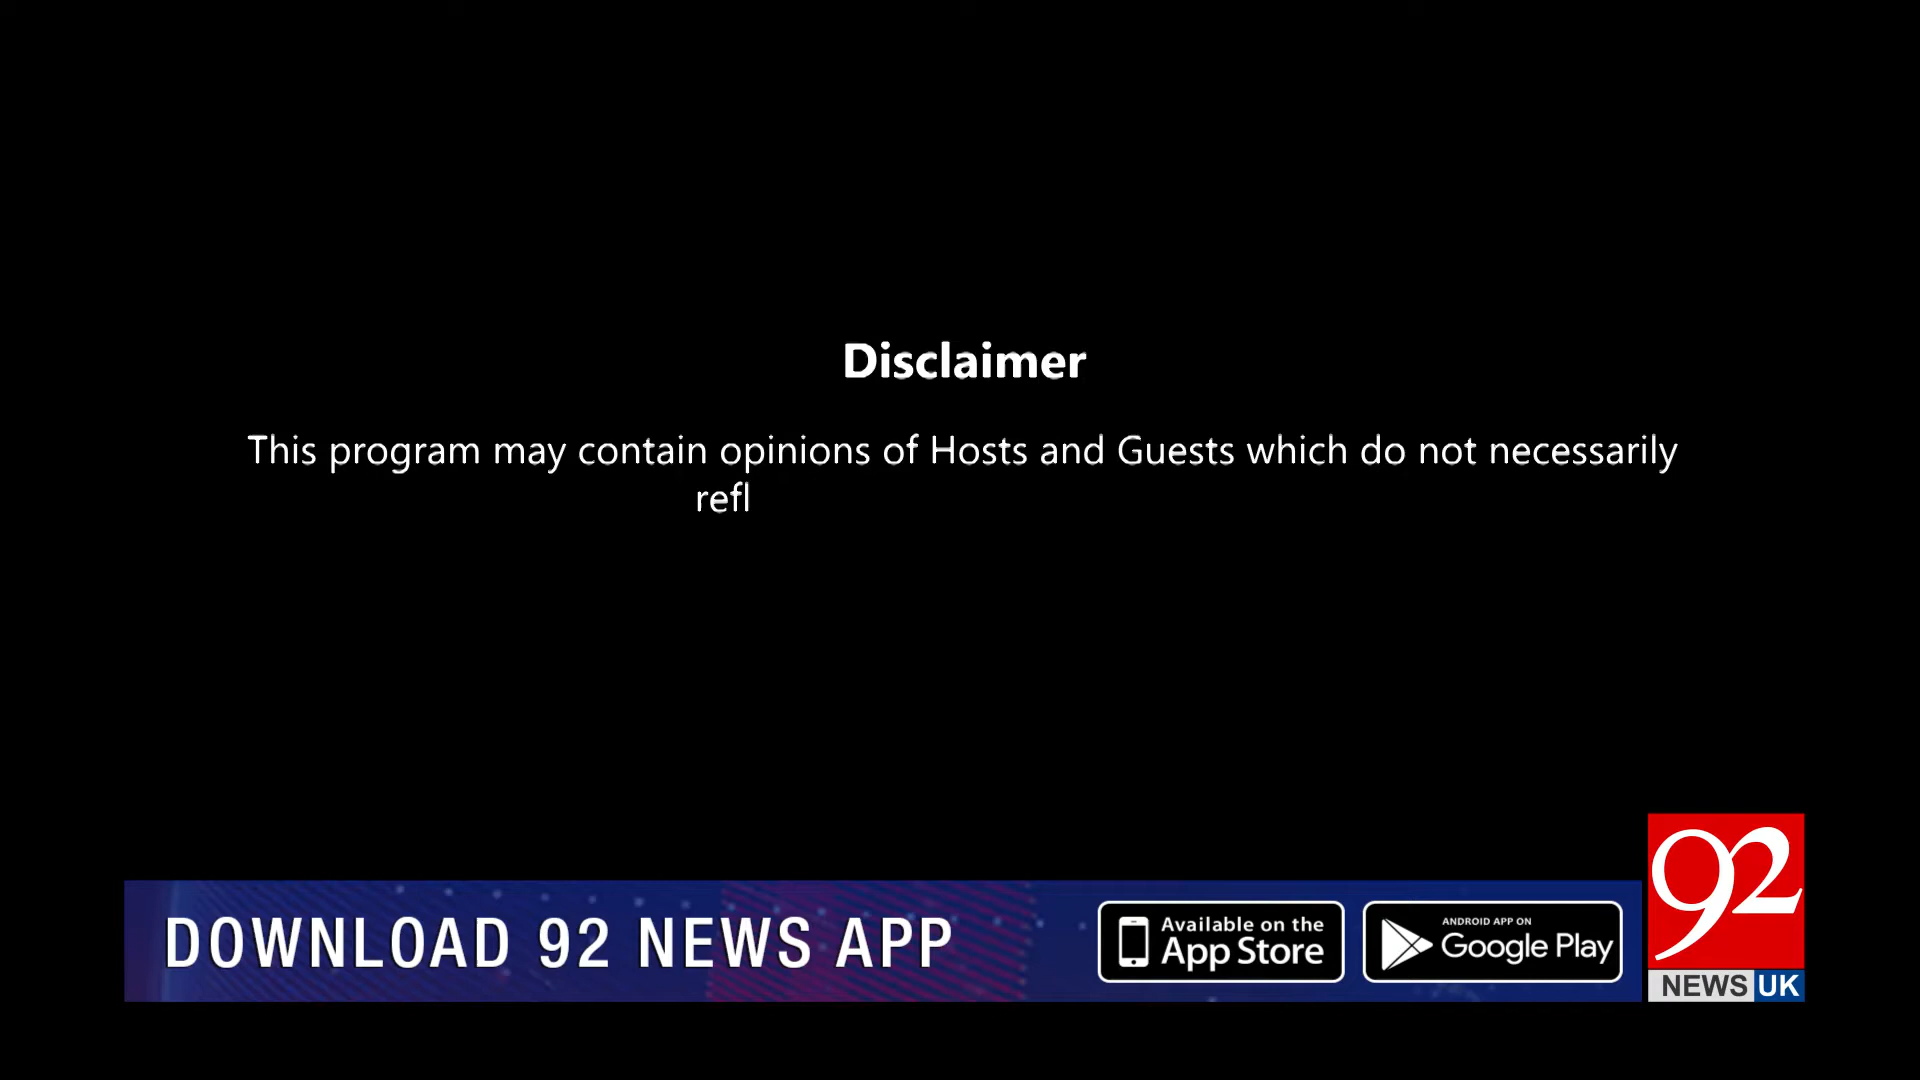 Disclaimer
This program may contain opinions of Hosts and Guests which do not necessarily
refl
DOWNLOAD 92 NEWS APP
Available on the
App Store
ANDROID APP ON
Google Play
92
NEWS UK